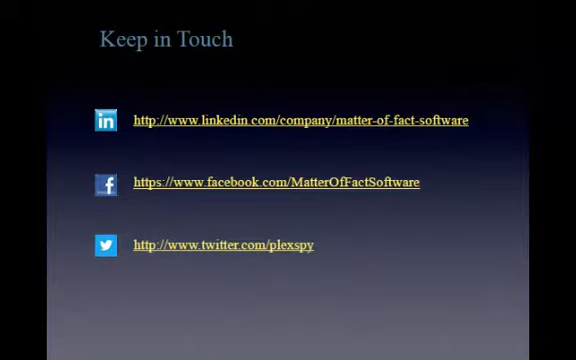 Keep in Touch
in http://www.linkedin.com/company/matter-of-fact-software
f https://www.facebook.com/MatterOfFactSoftware
http://www.twitter.com/plexspy